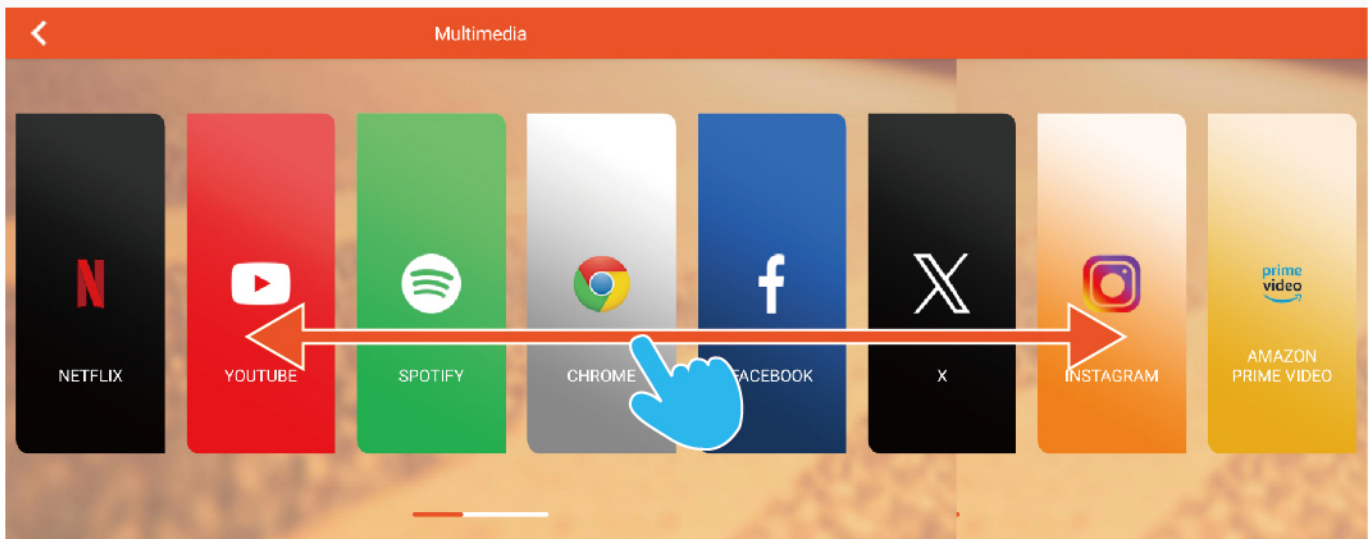 Multimedia
N
prime
video
NETFLIX
YOUTUBE
SPOTIFY
CHROME
FACEBOOK
X
INSTAGRAM
AMAZON
PRIME VIDEO